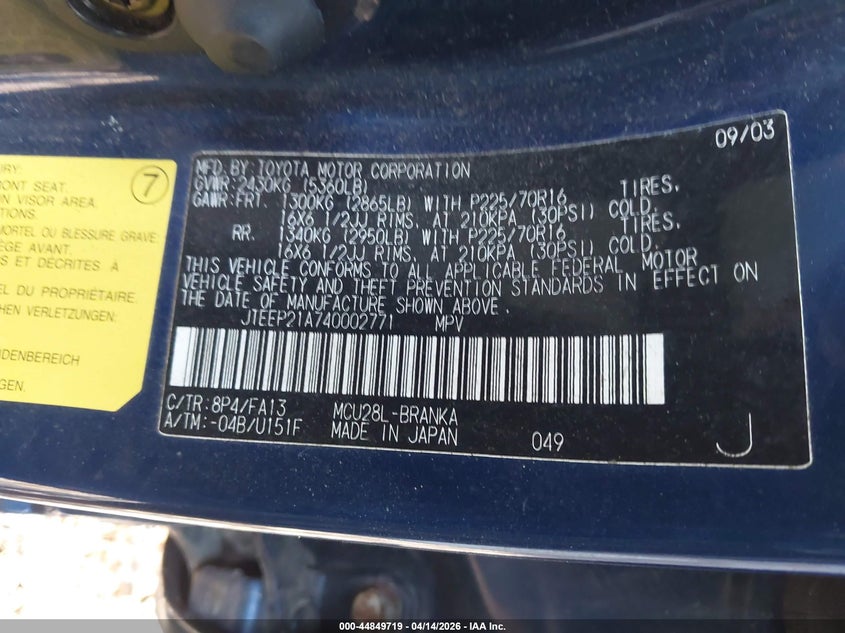 09/03
MFD.BY:TOYOTA MOTOR CORPORATION
GVWR:2430KG (5360LB)
GAWR:FRT. 1300KG (2865LB) WITH P225/70R16 TIRES,
16X6 1/2JJ RIMS, AT 210KPA (30PSI) COLD.
RR. 1340KG (2950LB) WITH P225/70R16 TIRES,
16X6 1/2JJ RIMS, AT 210KPA (30PSI) COLD.
THIS VEHICLE CONFORMS TO ALL APPLICABLE FEDERAL MOTOR
VEHICLE SAFETY AND THEFT PREVENTION STANDARDS IN EFFECT ON
THE DATE OF MANUFACTURE SHOWN ABOVE.
JTEEP21A740002771 MPV
C/TR:8P4/FA13 MCU28L-BRANKA
A/TM:-04B/U151F MADE IN JAPAN 049 J
7
SEAT.
VISOR AREA.
MORTEL OU BLESSURE GRAVE
AVANT.
ET DÉCRITES À
DU PROPRIÉTAIRE.
VERLETZUNGEN:
000-44849719 - 04/14/2026 - IAA Inc.